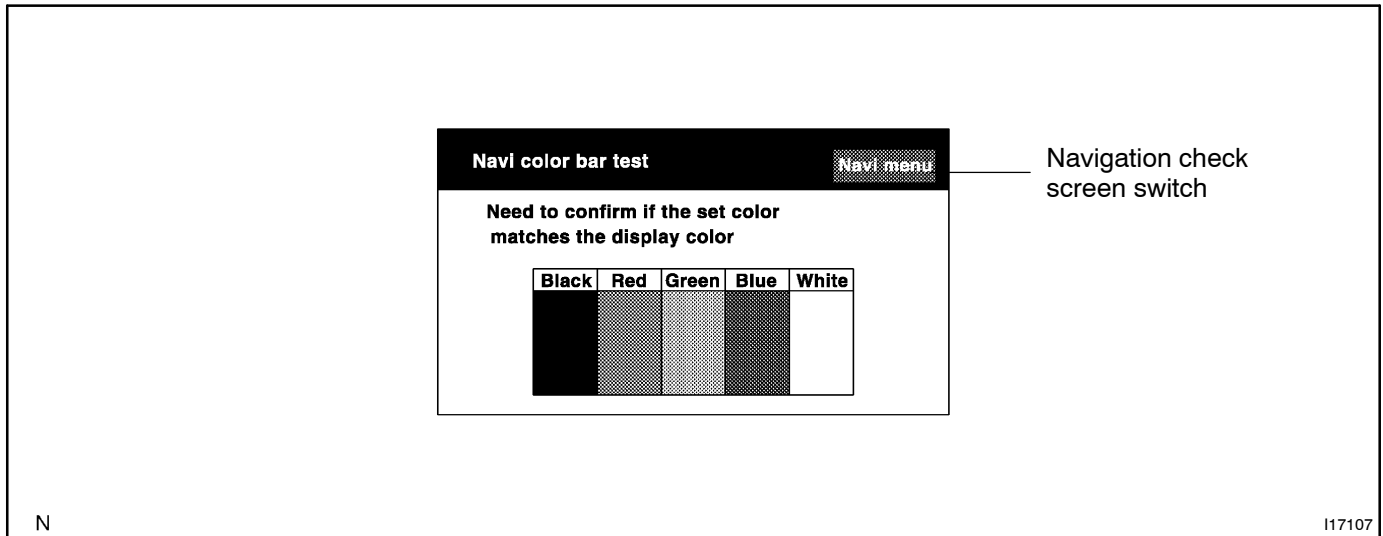 Navi color bar test
Navi menu
Navigation check
screen switch
Need to confirm if the set color
matches the display color
Black Red Green Blue White
N
I17107